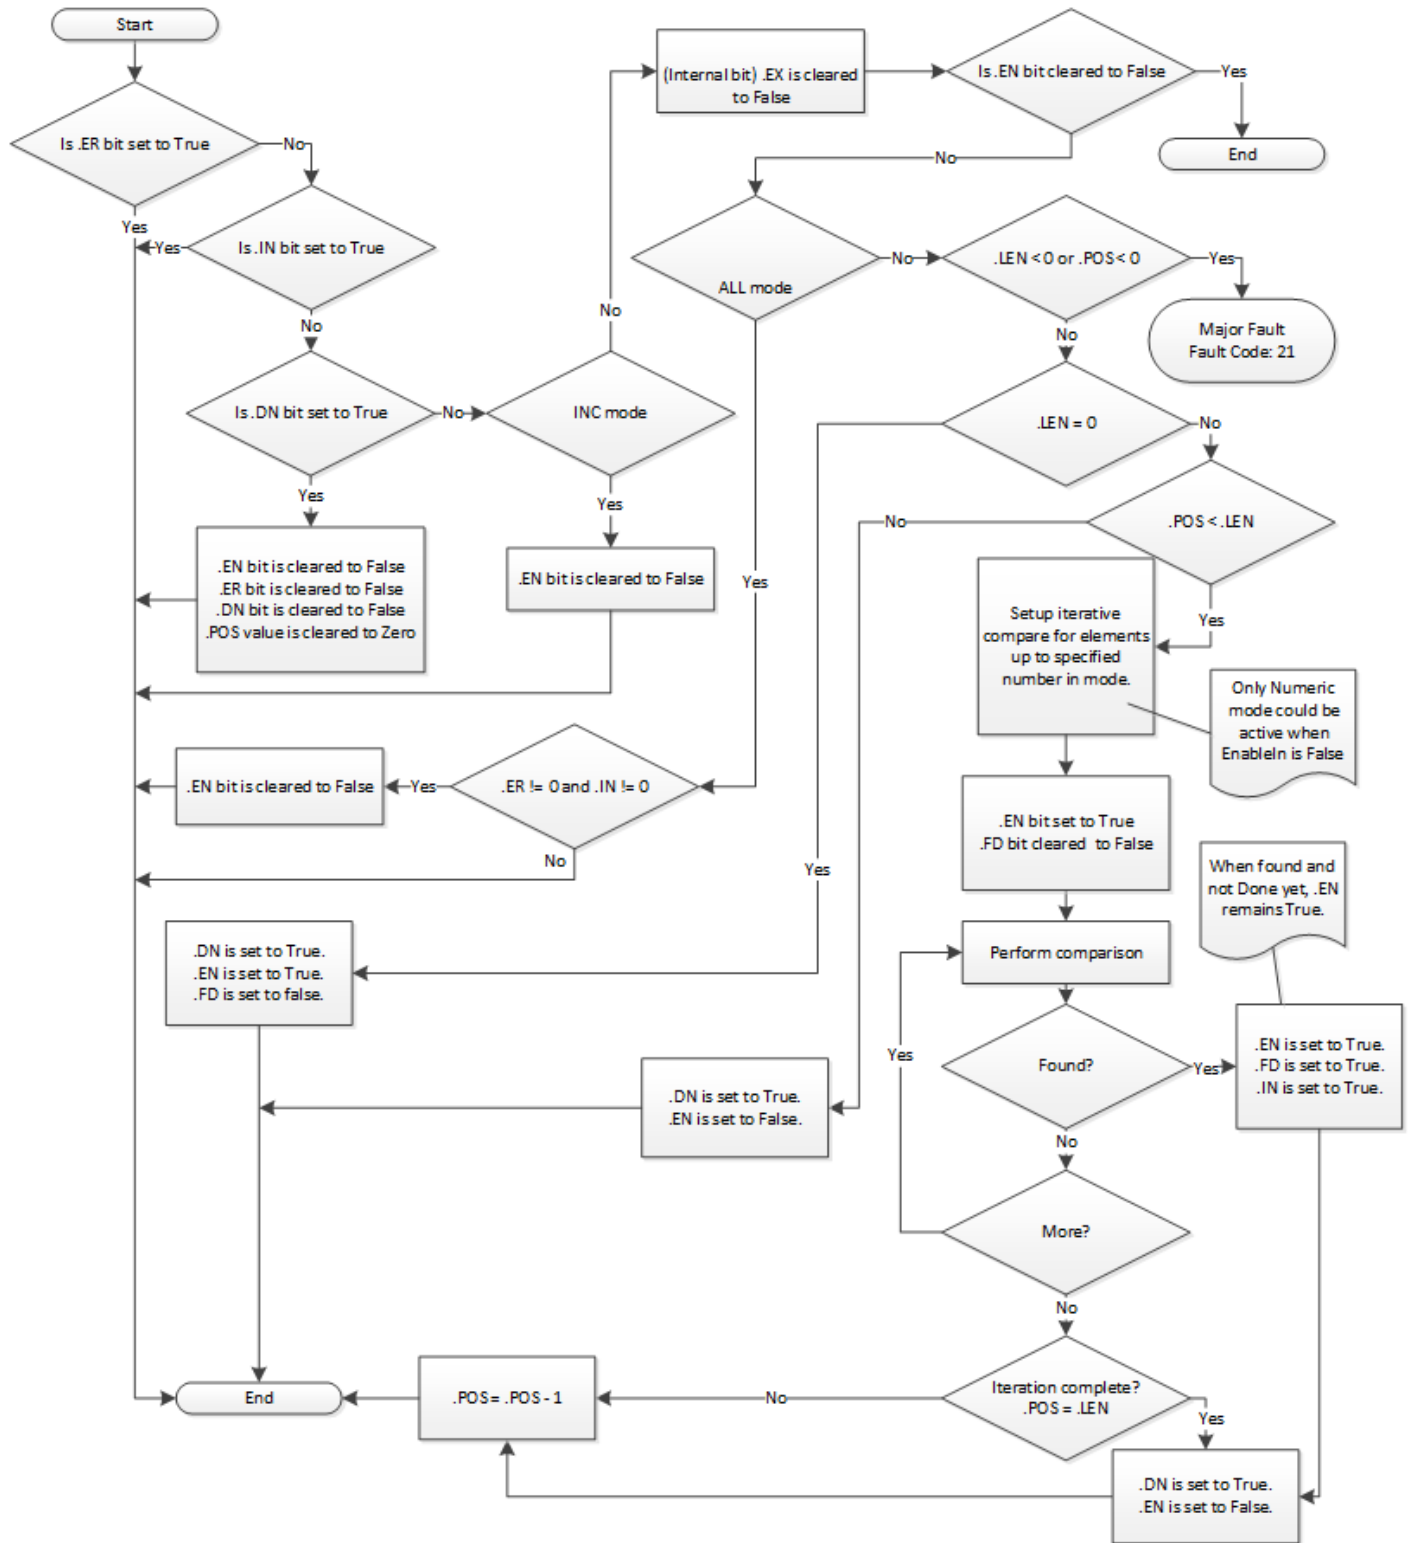 Start
Is .ER bit set to True
No
Yes
Is .IN bit set to True
Yes
No
Is .DN bit set to True
No
Yes
INC mode
No
Yes
(Internal bit) .EX is cleared
to False
Is .EN bit cleared to False
Yes
End
No
ALL mode
No
Yes
.LEN < 0 or .POS < 0
Yes
Major Fault
Fault Code: 21
No
.LEN = 0
No
Yes
.POS < .LEN
No
Yes
.EN bit is cleared to False
.ER bit is cleared to False
.DN bit is cleared to False
.POS value is cleared to Zero
.EN bit is cleared to False
Setup iterative
compare for elements
up to specified
number in mode.
Only Numeric
mode could be
active when
EnableIn is False
.ER != 0 and .IN != 0
Yes
No
.EN bit is cleared to False
.EN bit set to True
.FD bit cleared to False
When found and
not Done yet, .EN
remains True.
Perform comparison
.DN is set to True.
.EN is set to True.
.FD is set to false.
Found?
Yes
No
.EN is set to True.
.FD is set to True.
.IN is set to True.
.DN is set to True.
.EN is set to False.
More?
Yes
No
Iteration complete?
.POS = .LEN
No
Yes
.POS = .POS - 1
End
.DN is set to True.
.EN is set to False.